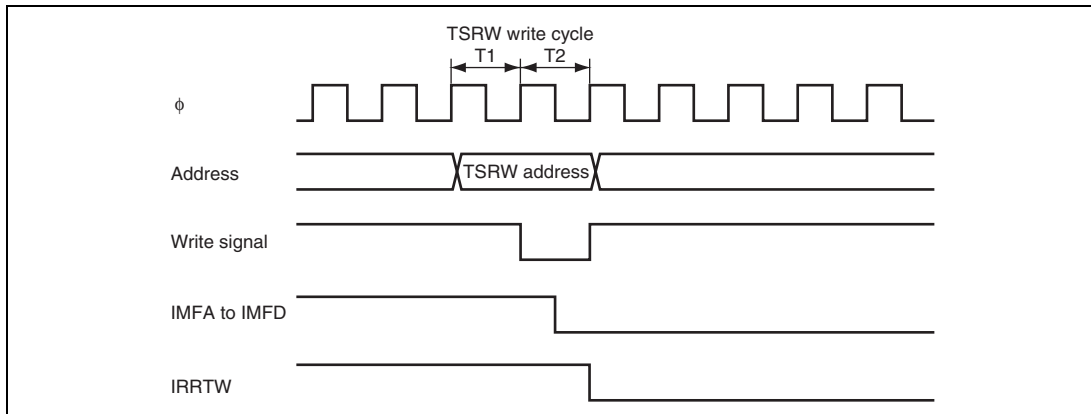 TSRW write cycle
T1 T2
φ
Address
TSRW address
Write signal
IMFA to IMFD
IRRTW